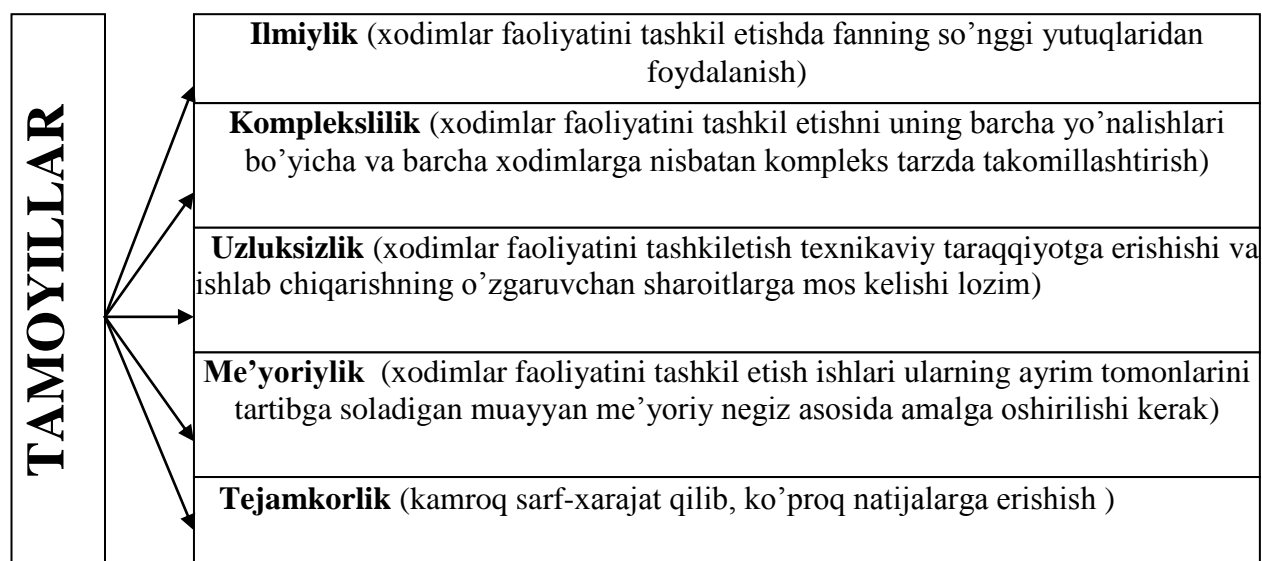 TAMOYILLAR
Ilmiylik (xodimlar faoliyatini tashkil etishda fanning so’nggi yutuqlaridan
foydalanish)
Komplekslilik (xodimlar faoliyatini tashkil etishni uning barcha yo’nalishlari
bo’yicha va barcha xodimlarga nisbatan kompleks tarzda takomillashtirish)
Uzluksizlik (xodimlar faoliyatini tashkiletish texnikaviy taraqqiyotga erishishi va
ishlab chiqarishning o’zgaruvchan sharoitlarga mos kelishi lozim)
Me’yoriylik (xodimlar faoliyatini tashkil etish ishlari ularning ayrim tomonlarini
tartibga soladigan muayyan me’yoriy negiz asosida amalga oshirilishi kerak)
Tejamkorlik (kamroq sarf-xarajat qilib, ko’proq natijalarga erishish )